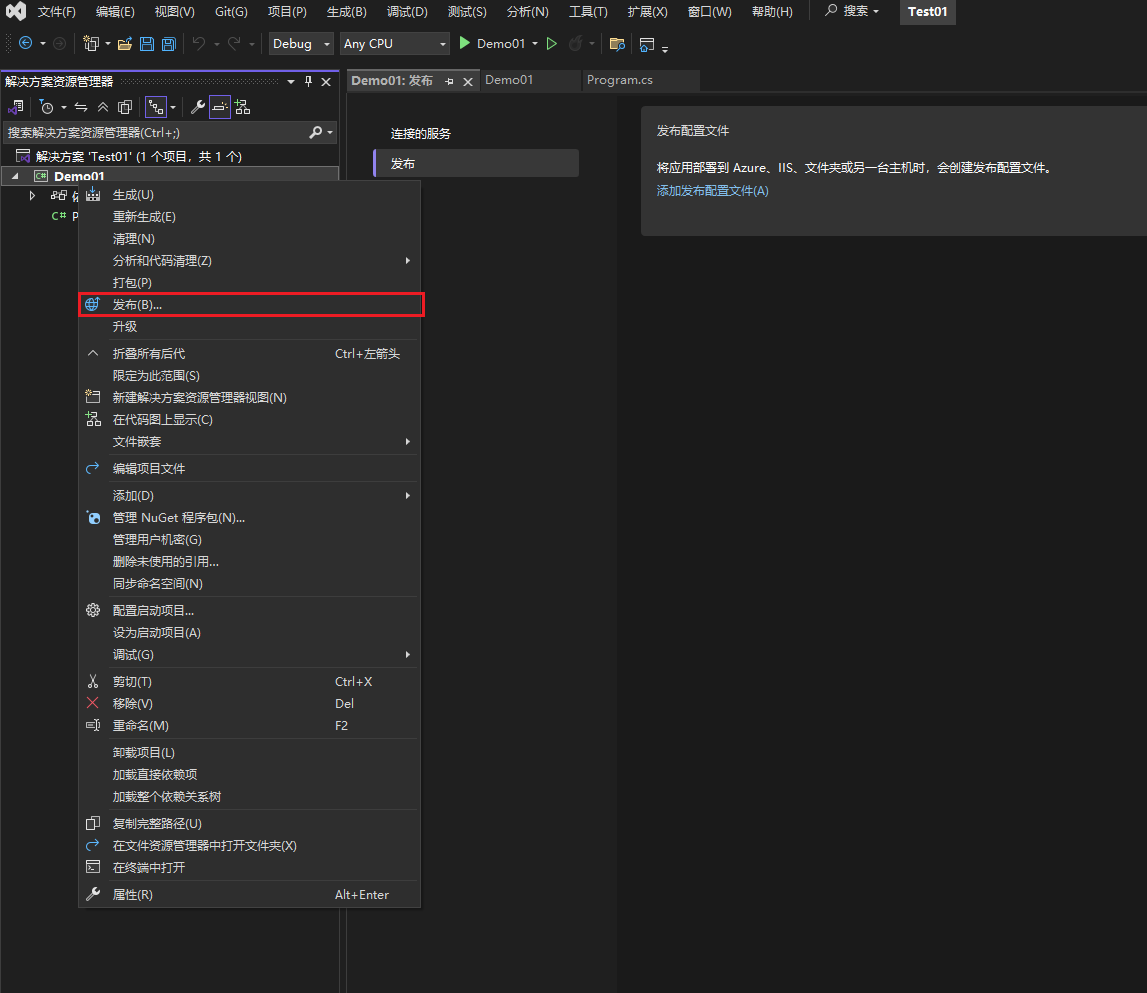 文件(F) 编辑(E) 视图(V) Git(G) 项目(P) 生成(B) 调试(D) 测试(S) 分析(N) 工具(T) 扩展(X) 窗口(W) 帮助(H) 搜索 Test01
Debug Any CPU Demo01
解决方案资源管理器
Demo01: 发布 Demo01 Program.cs
搜索解决方案资源管理器(Ctrl+;)
解决方案 'Test01' (1 个项目，共 1 个)
Demo01
C# P
连接的服务
发布
发布配置文件
将应用部署到 Azure、IIS、文件夹或另一台主机时，会创建发布配置文件。
添加发布配置文件(A)
生成(U)
重新生成(E)
清理(N)
分析和代码清理(Z)
打包(P)
发布(B)...
升级
折叠所有后代 Ctrl+左箭头
限定为此范围(S)
新建解决方案资源管理器视图(N)
在代码图上显示(C)
文件嵌套
编辑项目文件
添加(D)
管理 NuGet 程序包(N)...
管理用户机密(G)
删除未使用的引用...
同步命名空间(N)
配置启动项目...
设为启动项目(A)
调试(G)
剪切(T) Ctrl+X
移除(V) Del
重命名(M) F2
卸载项目(L)
加载直接依赖项
加载整个依赖关系树
复制完整路径(U)
在文件资源管理器中打开文件夹(X)
在终端中打开
属性(R) Alt+Enter